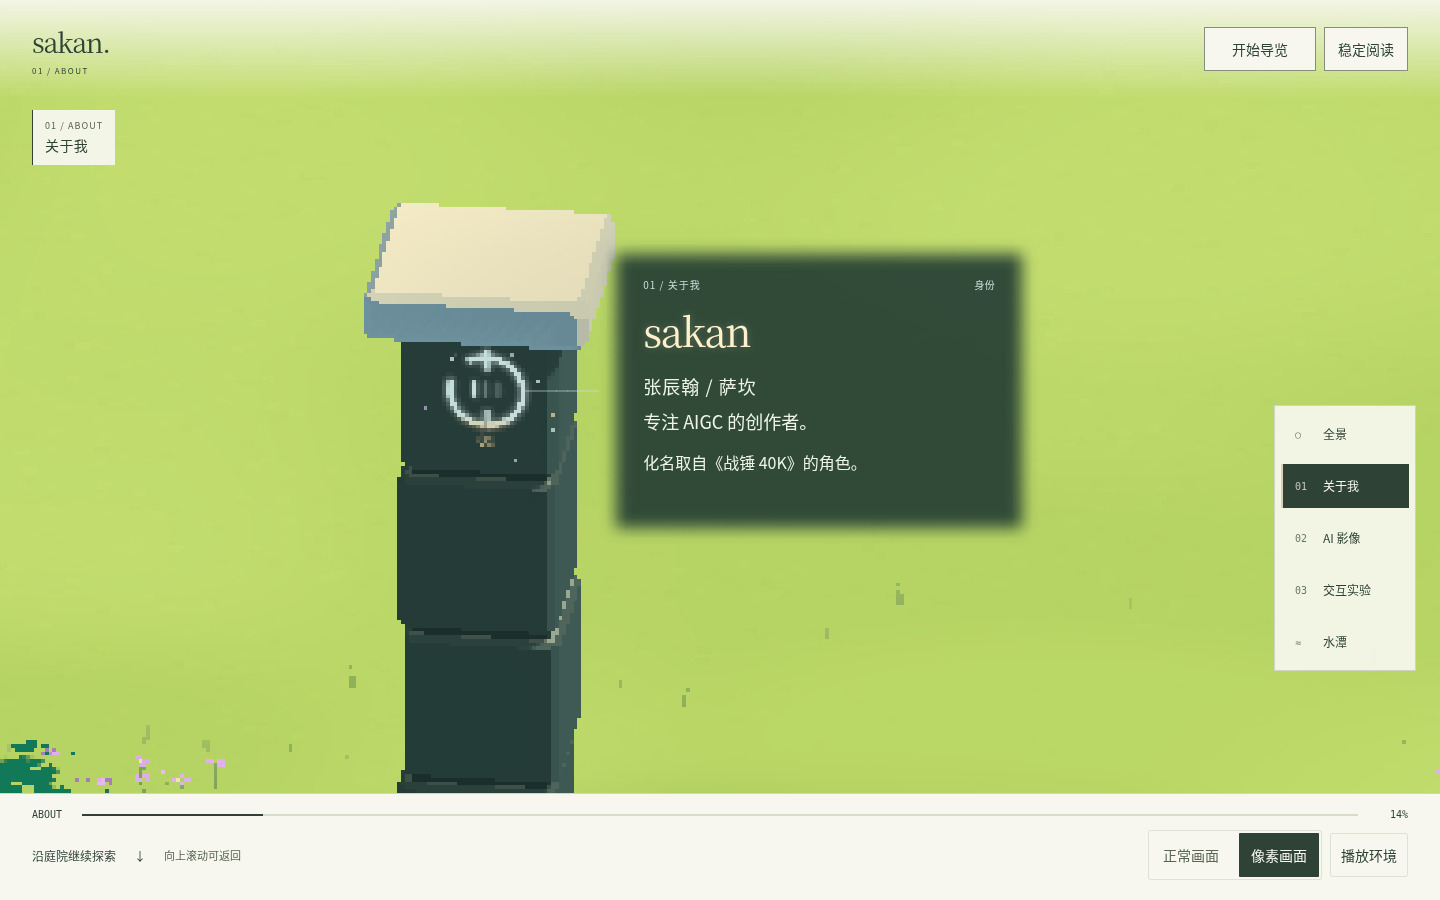 sakan.
01 / ABOUT
开始导览
稳定阅读
01 / ABOUT
关于我
01 / 关于我
身份
sakan
张辰翰 / 萨坎
专注 AIGC 的创作者。
化名取自《战锤 40K》的角色。
全景
01 关于我
02 AI 影像
03 交互实验
≈ 水潭
ABOUT
14%
沿庭院继续探索 ↓ 向上滚动可返回
正常画面
像素画面
播放环境